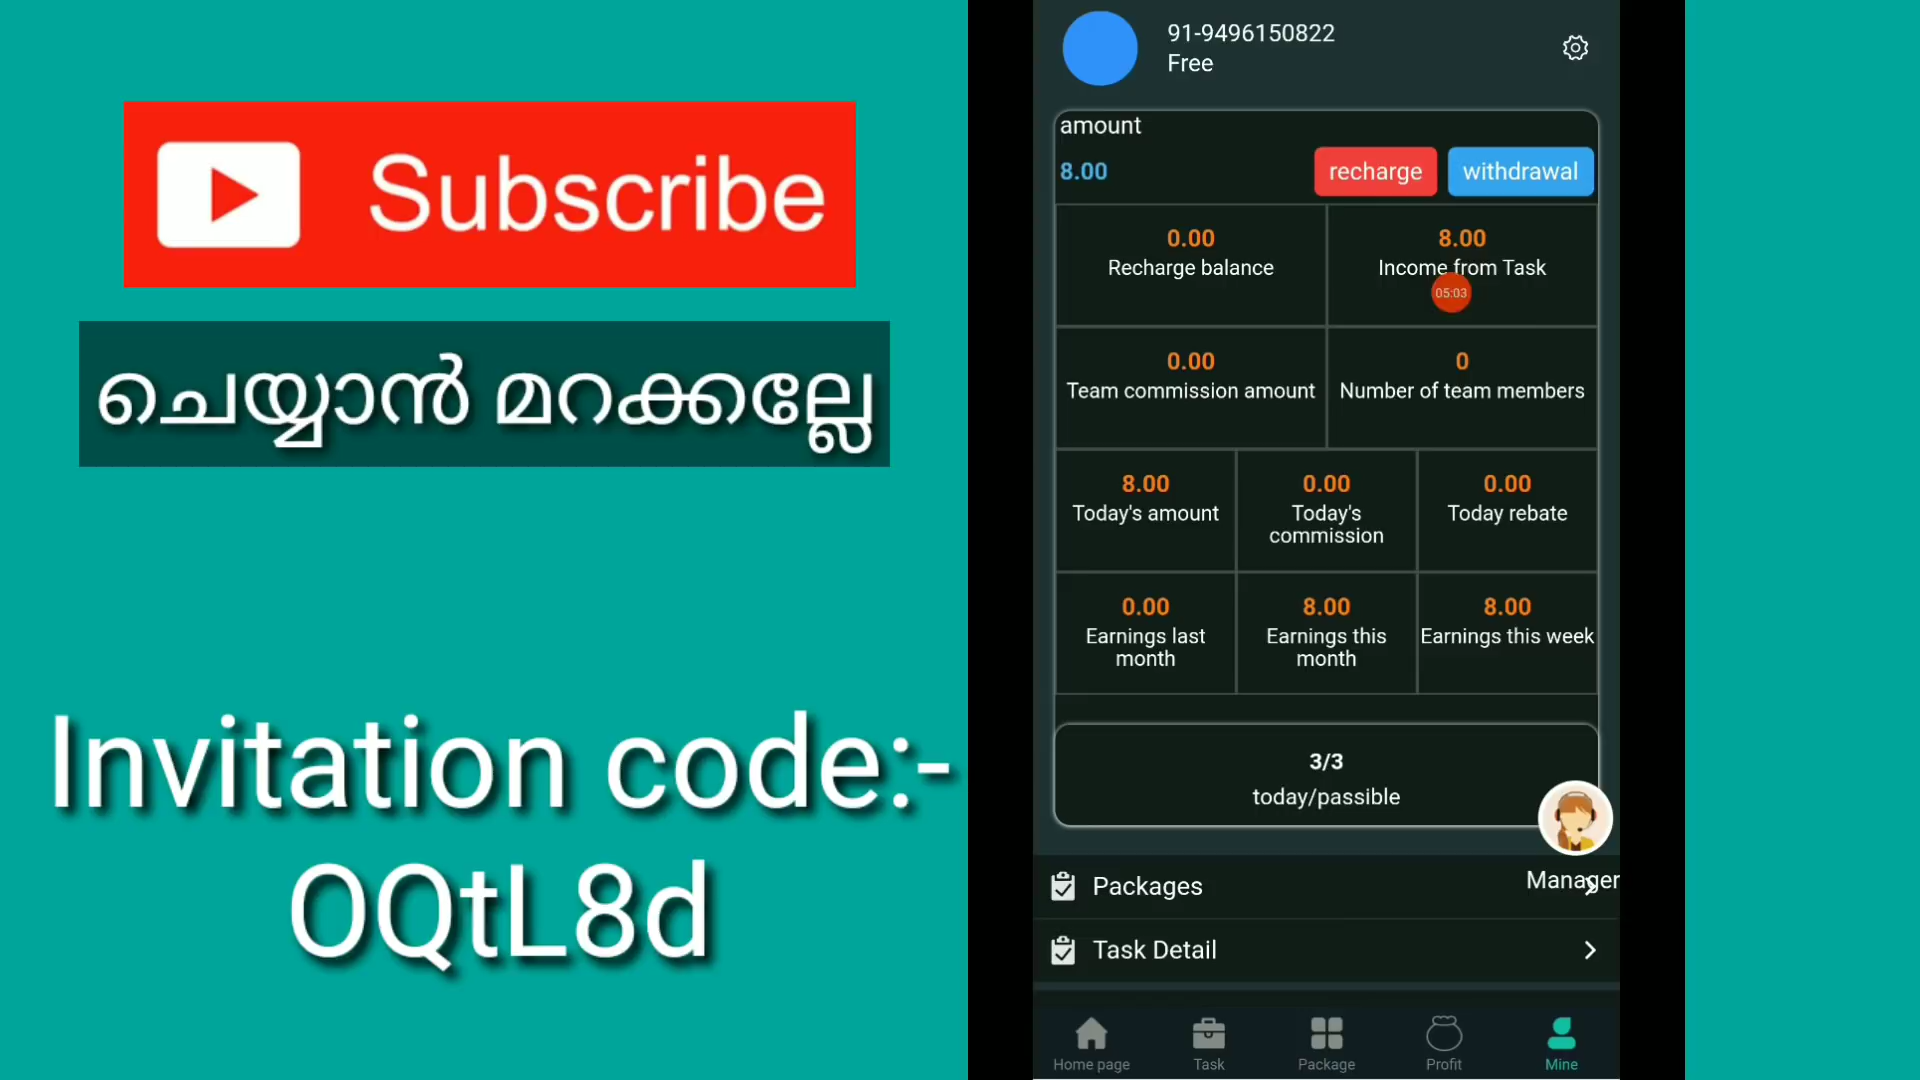 Subscribe
ചെയ്യാൻ മറക്കല്ലേ
Invitation code:-
OQtL8d
91-9496150822
Free
amount
8.00
recharge
withdrawal
0.00
Recharge balance
8.00
Income from Task
05:03
0.00
Team commission amount
0
Number of team members
8.00
Today's amount
0.00
Today's
commission
0.00
Today rebate
0.00
Earnings last
month
8.00
Earnings this
month
8.00
Earnings this week
3/3
today/passible
Manager
Packages
Task Detail
Home page
Task
Package
Profit
Mine